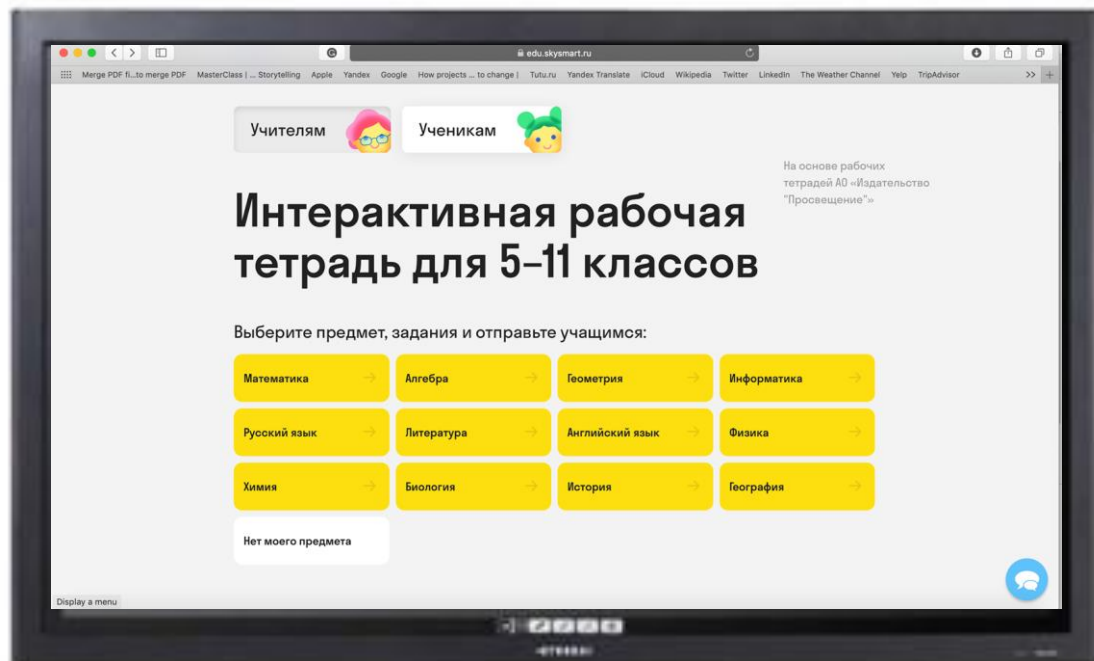 edu.skysmart.ru
Merge PDF fi...to merge PDF MasterClass | ... Storytelling Apple Yandex Google How projects ... to change | Tutu.ru Yandex Translate iCloud Wikipedia Twitter LinkedIn The Weather Channel Yelp TripAdvisor >> +
Учителям Ученикам
На основе рабочих
тетрадей АО «Издательство
"Просвещение"»
Интерактивная рабочая
тетрадь для 5–11 классов
Выберите предмет, задания и отправьте учащимся:
Математика Алгебра Геометрия Информатика
Русский язык Литература Английский язык Физика
Химия Биология История География
Нет моего предмета
Display a menu